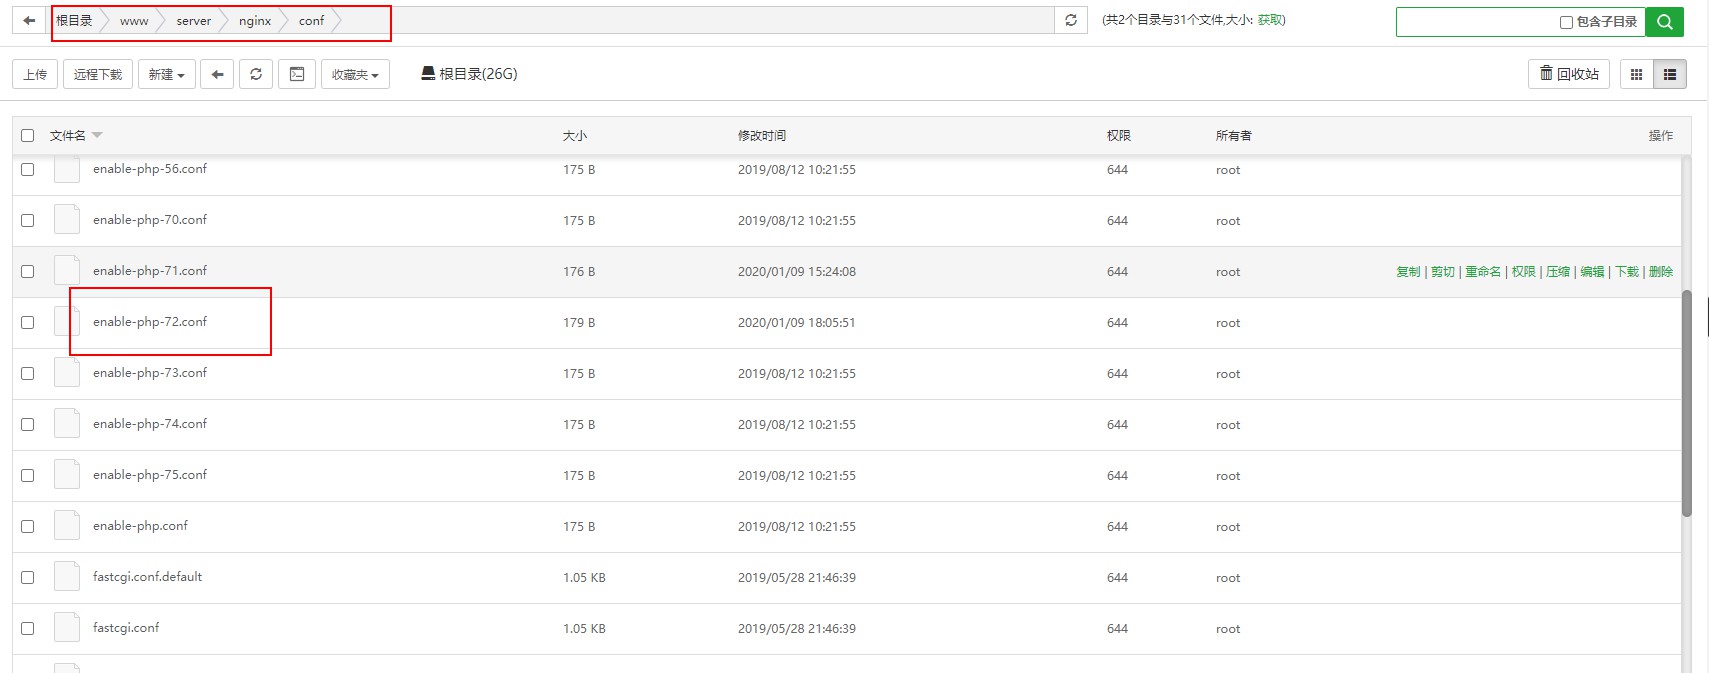 根目录 www server nginx conf (共2个目录与31个文件,大小: 获取) 包含子目录
上传 远程下载 新建 收藏夹 根目录(26G) 回收站
文件名 大小 修改时间 权限 所有者 操作
enable-php-56.conf 175 B 2019/08/12 10:21:55 644 root
enable-php-70.conf 175 B 2019/08/12 10:21:55 644 root
enable-php-71.conf 176 B 2020/01/09 15:24:08 644 root 复制 | 剪切 | 重命名 | 权限 | 压缩 | 编辑 | 下载 | 删除
enable-php-72.conf 179 B 2020/01/09 18:05:51 644 root
enable-php-73.conf 175 B 2019/08/12 10:21:55 644 root
enable-php-74.conf 175 B 2019/08/12 10:21:55 644 root
enable-php-75.conf 175 B 2019/08/12 10:21:55 644 root
enable-php.conf 175 B 2019/08/12 10:21:55 644 root
fastcgi.conf.default 1.05 KB 2019/05/28 21:46:39 644 root
fastcgi.conf 1.05 KB 2019/05/28 21:46:39 644 root